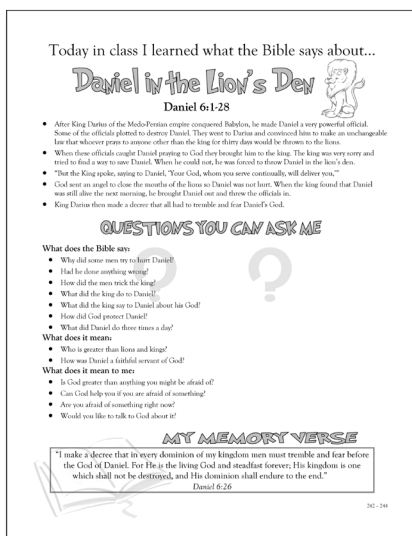 Today in class I learned what the Bible says about...
Daniel in the Lion's Den
Daniel 6:1-28
• After King Darius of the Medo-Persian empire conquered Babylon, he made Daniel a very powerful official.
Some of the officials plotted to destroy Daniel. They went to Darius and convinced him to make an unchangeable
law that whoever prays to anyone other than the king for thirty days would be thrown to the lions.
• When these officials caught Daniel praying to God they brought him to the king. The king was very sorry and
tried to find a way to save Daniel. When he could not, he was forced to throw Daniel in the lion's den.
• "But the King spoke, saying to Daniel, 'Your God, whom you serve continually, will deliver you,'"
• God sent an angel to close the mouths of the lions so Daniel was not hurt. When the king found that Daniel
was still alive the next morning, he brought Daniel out and threw the officials in.
• King Darius then made a decree that all had to tremble and fear Daniel's God.
QUESTIONS YOU CAN ASK ME
What does the Bible say:
• Why did some men try to hurt Daniel?
• Had he done anything wrong?
• How did the men trick the king?
• What did the king do to Daniel?
• What did the king say to Daniel about his God?
• How did God protect Daniel?
• What did Daniel do three times a day?
What does it mean:
• Who is greater than lions and kings?
• How was Daniel a faithful servant of God?
What does it mean to me:
• Is God greater than anything you might be afraid of?
• Can God help you if you are afraid of something?
• Are you afraid of something right now?
• Would you like to talk to God about it?
MY MEMORY VERSE
"I make a decree that in every dominion of my kingdom men must tremble and fear before
the God of Daniel. For He is the living God and steadfast forever; His kingdom is one
which shall not be destroyed, and His dominion shall endure to the end."
Daniel 6:26
242 - 244